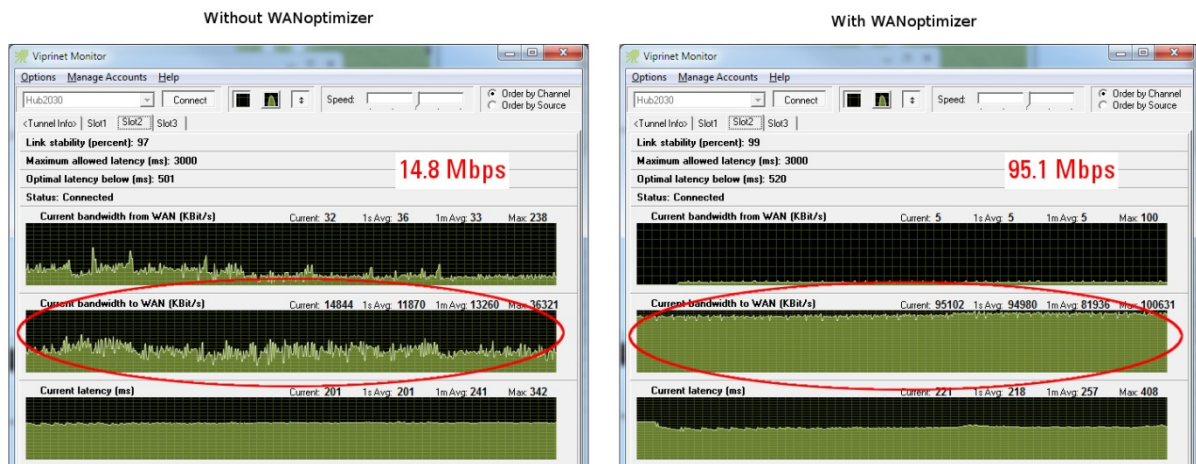 Without WANoptimizer
Viprinet Monitor
Options Manage Accounts Help
Hub2030 Connect Speed: Order by Channel
Order by Source
<Tunnel Info> Slot1 Slot2 Slot3
Link stability (percent): 97
Maximum allowed latency (ms): 3000
14.8 Mbps
Optimal latency below (ms): 501
Status: Connected
Current bandwidth from WAN (KBit/s) Current: 32 1s Avg: 36 1m Avg: 33 Max: 238
Current bandwidth to WAN (KBit/s) Current: 14844 1s Avg: 11870 1m Avg: 13260 Max: 36321
Current latency (ms) Current: 201 1s Avg: 201 1m Avg: 241 Max: 342
With WANoptimizer
Viprinet Monitor
Options Manage Accounts Help
Hub2030 Connect Speed: Order by Channel
Order by Source
<Tunnel Info> Slot1 Slot2 Slot3
Link stability (percent): 99
Maximum allowed latency (ms): 3000
95.1 Mbps
Optimal latency below (ms): 520
Status: Connected
Current bandwidth from WAN (KBit/s) Current: 5 1s Avg: 5 1m Avg: 5 Max: 100
Current bandwidth to WAN (KBit/s) Current: 95102 1s Avg: 94980 1m Avg: 81936 Max: 100631
Current latency (ms) Current: 221 1s Avg: 218 1m Avg: 257 Max: 408